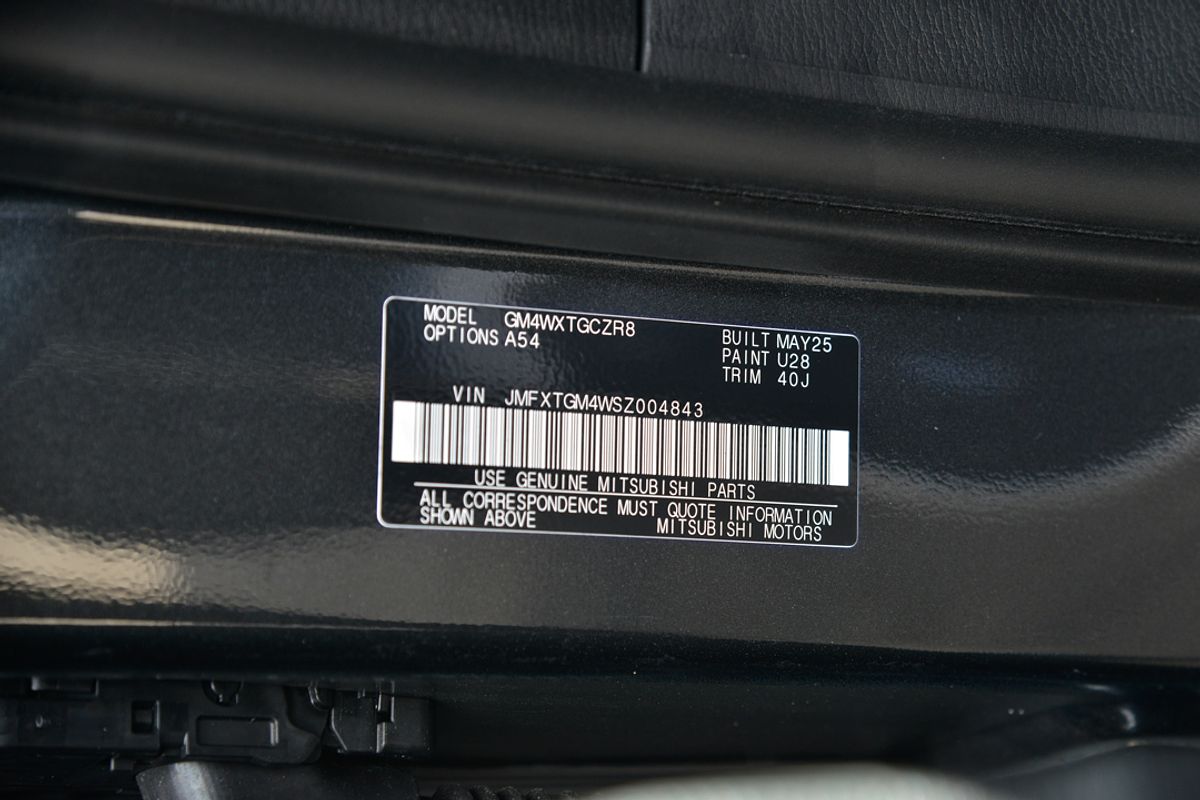 MODEL GM4WXTGCZR8
OPTIONS A54
BUILT MAY25
PAINT U28
TRIM 40J
VIN JMFXTGM4WSZ004843
USE GENUINE MITSUBISHI PARTS
ALL CORRESPONDENCE MUST QUOTE INFORMATION
SHOWN ABOVE MITSUBISHI MOTORS